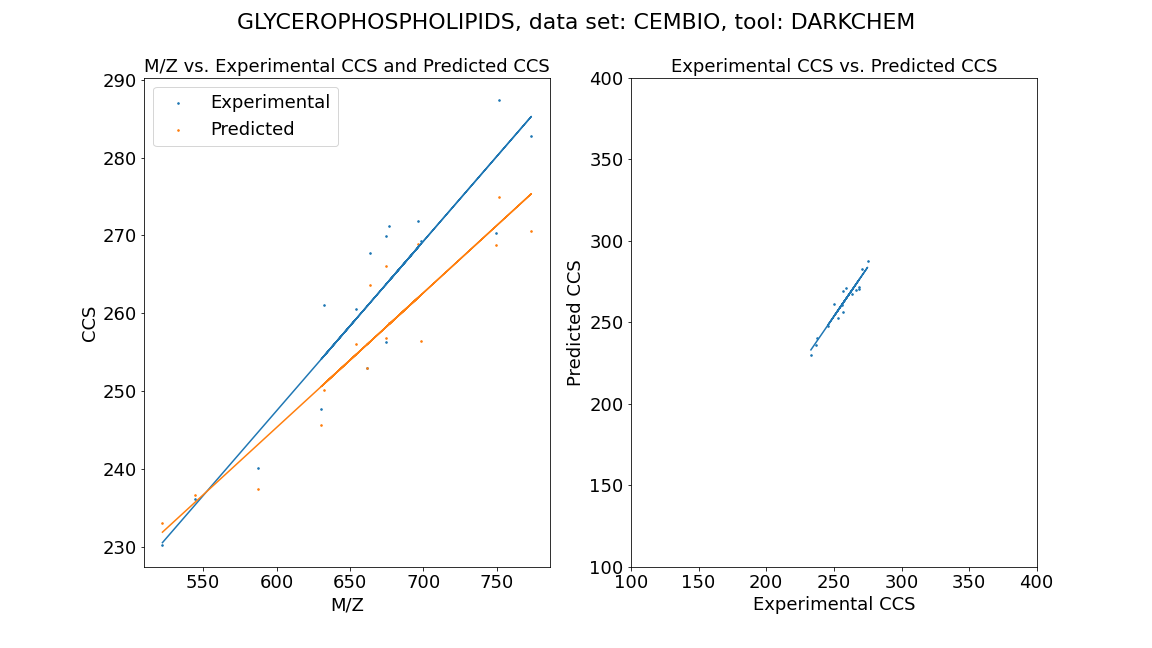 GLYCEROPHOSPHOLIPIDS, data set: CEMBIO, tool: DARKCHEM
M/Z vs. Experimental CCS and Predicted CCS
Experimental
Predicted
290
280
270
260
250
240
230
CCS
550
600
650
700
750
M/Z
Experimental CCS vs. Predicted CCS
400
350
300
250
200
150
100
Predicted CCS
100
150
200
250
300
350
400
Experimental CCS